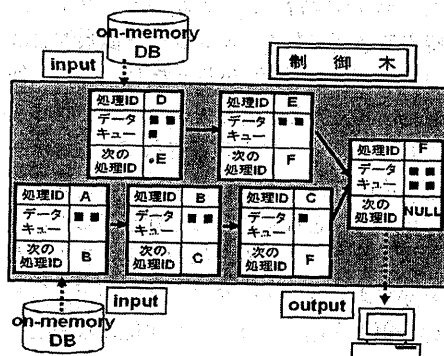 on-memory
DB
input
制御木
処理ID D
データ
キュー
次の
処理ID E
処理ID E
データ
キュー
次の
処理ID F
処理ID F
データ
キュー
次の
処理ID NULL
処理ID A
データ
キュー
次の
処理ID B
処理ID B
データ
キュー
次の
処理ID C
処理ID C
データ
キュー
次の
処理ID F
input
output
on-memory
DB